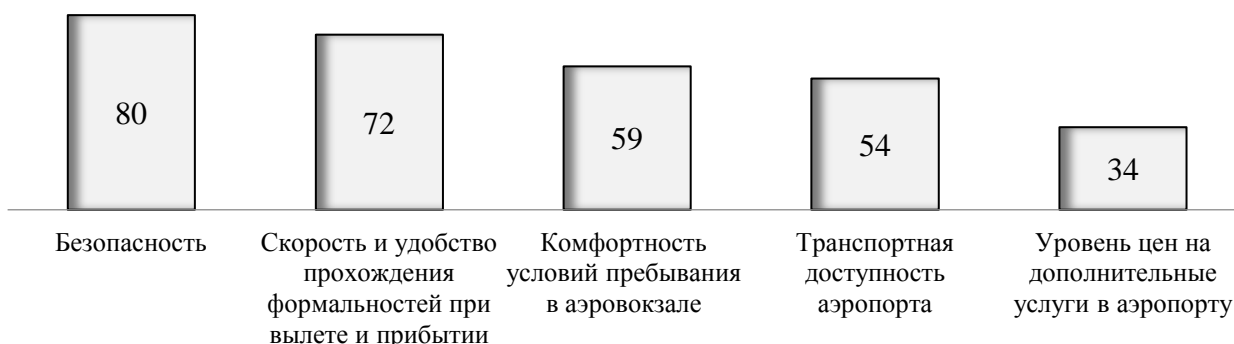 80
72
59
54
34
Безопасность
Скорость и удобство
прохождения
формальностей при
вылете и прибытии
Комфортность
условий пребывания
в аэровокзале
Транспортная
доступность
аэропорта
Уровень цен на
дополнительные
услуги в аэропорту